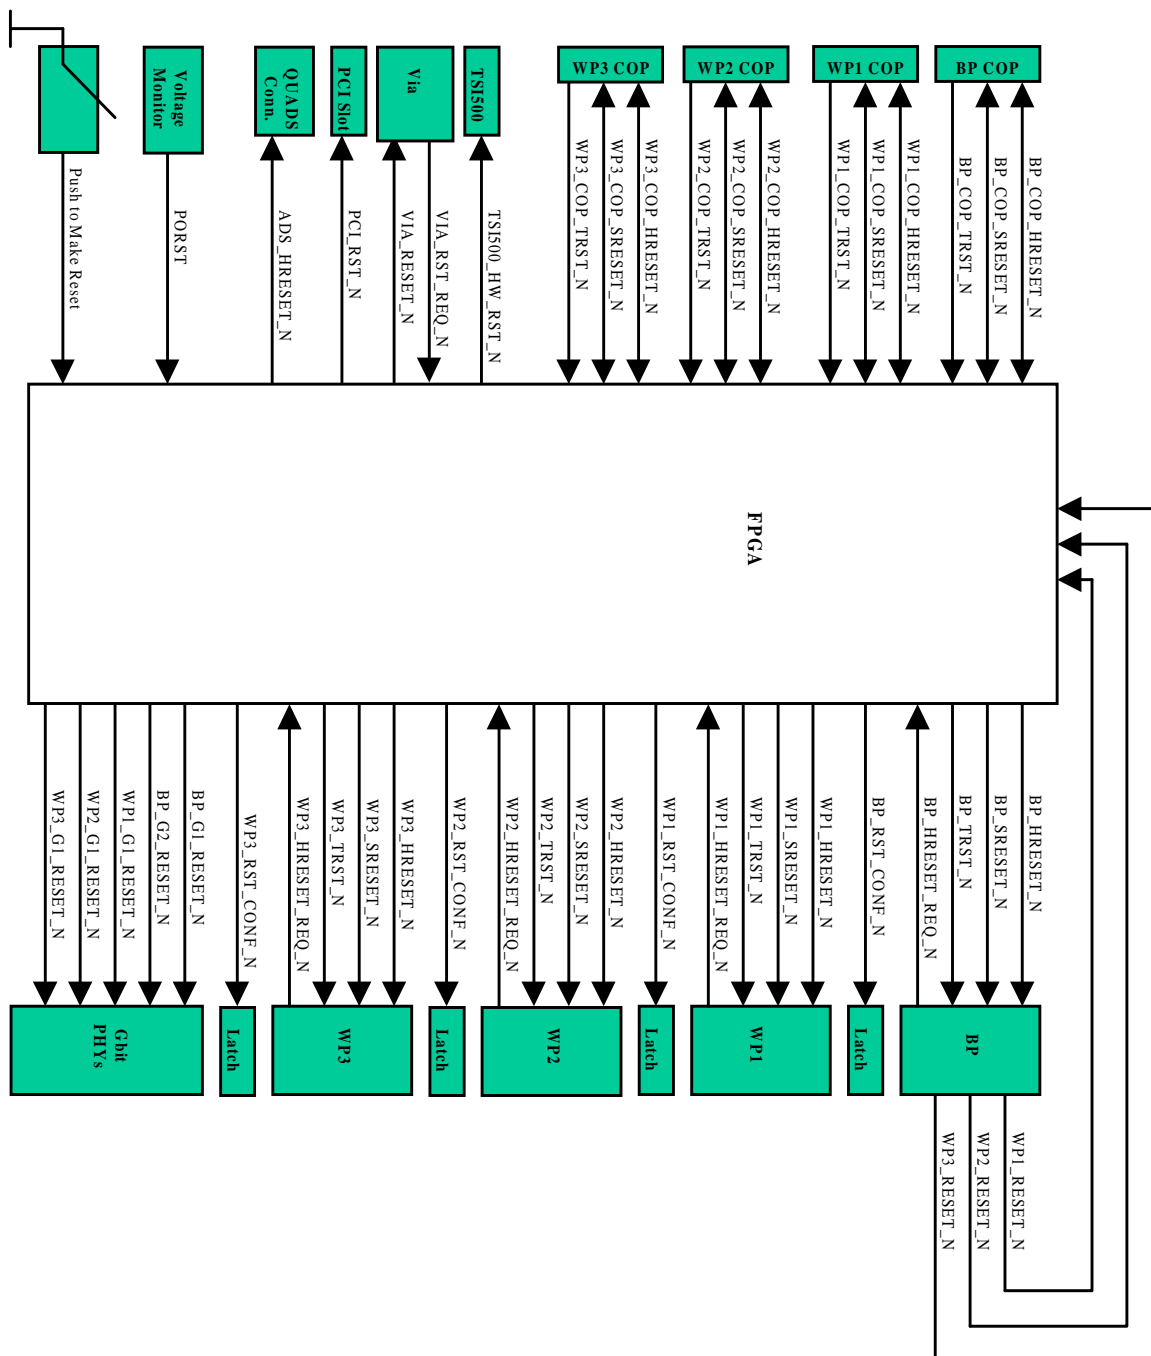 WP3 COP
WP2 COP
WP1 COP
BP COP
Voltage
Monitor
QUADS
Conn.
PCI Slot
Via
TSI500
Push to Make Reset
PORST
ADS_HRESET_N
PCI_RST_N
VIA_RESET_N
VIA_RST_REQ_N
TSI500_HW_RST_N
WP3_COP_TRST_N
WP3_COP_SRESET_N
WP3_COP_HRESET_N
WP2_COP_TRST_N
WP2_COP_SRESET_N
WP2_COP_HRESET_N
WP1_COP_TRST_N
WP1_COP_SRESET_N
WP1_COP_HRESET_N
BP_COP_TRST_N
BP_COP_SRESET_N
BP_COP_HRESET_N
FPGA
WP3_G1_RESET_N
WP2_G1_RESET_N
WP1_G1_RESET_N
BP_G2_RESET_N
BP_G1_RESET_N
WP3_RST_CONF_N
WP3_HRESET_REQ_N
WP3_TRST_N
WP3_SRESET_N
WP3_HRESET_N
WP2_RST_CONF_N
WP2_HRESET_REQ_N
WP2_TRST_N
WP2_SRESET_N
WP2_HRESET_N
WP1_RST_CONF_N
WP1_HRESET_REQ_N
WP1_TRST_N
WP1_SRESET_N
WP1_HRESET_N
BP_RST_CONF_N
BP_HRESET_REQ_N
BP_TRST_N
BP_SRESET_N
BP_HRESET_N
Gbit
PHYs
Latch
WP3
Latch
WP2
Latch
WP1
Latch
BP
WP3_RESET_N
WP2_RESET_N
WP1_RESET_N